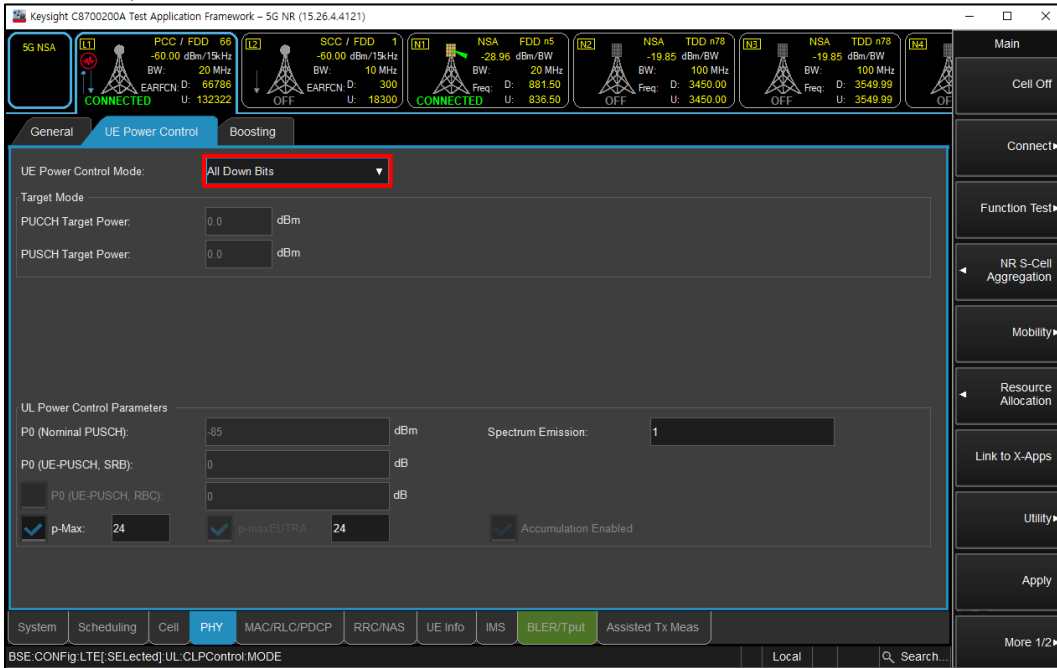 Keysight C8700200A Test Application Framework – 5G NR (15.26.4.4121)
5G NSA
L1
PCC / FDD 66
-60.00 dBm/15kHz
BW: 20 MHz
EARFCN: D: 66786
U: 132322
CONNECTED
L2
SCC / FDD 1
-60.00 dBm/15kHz
BW: 10 MHz
EARFCN: D: 300
U: 18300
OFF
N1
NSA FDD n5
-28.96 dBm/BW
BW: 20 MHz
Freq: D: 881.50
U: 836.50
CONNECTED
N2
NSA TDD n78
-19.85 dBm/BW
BW: 100 MHz
Freq: D: 3450.00
U: 3450.00
OFF
N3
NSA TDD n78
-19.85 dBm/BW
BW: 100 MHz
Freq: D: 3549.99
U: 3549.99
OFF
N4
OF
General
UE Power Control
Boosting
UE Power Control Mode: All Down Bits
Target Mode
PUCCH Target Power: 0.0 dBm
PUSCH Target Power: 0.0 dBm
UL Power Control Parameters
P0 (Nominal PUSCH): -85 dBm Spectrum Emission: 1
P0 (UE-PUSCH, SRB): 0 dB
P0 (UE-PUSCH, RBC): 0 dB
p-Max: 24 p-maxEUTRA 24 Accumulation Enabled
System Scheduling Cell PHY MAC/RLC/PDCP RRC/NAS UE Info IMS BLER/Tput Assisted Tx Meas
BSE:CONFig:LTE[:SELected]:UL:CLPControl:MODE Local Search...
Main
Cell Off
Connect
Function Test
NR S-Cell
Aggregation
Mobility
Resource
Allocation
Link to X-Apps
Utility
Apply
More 1/2